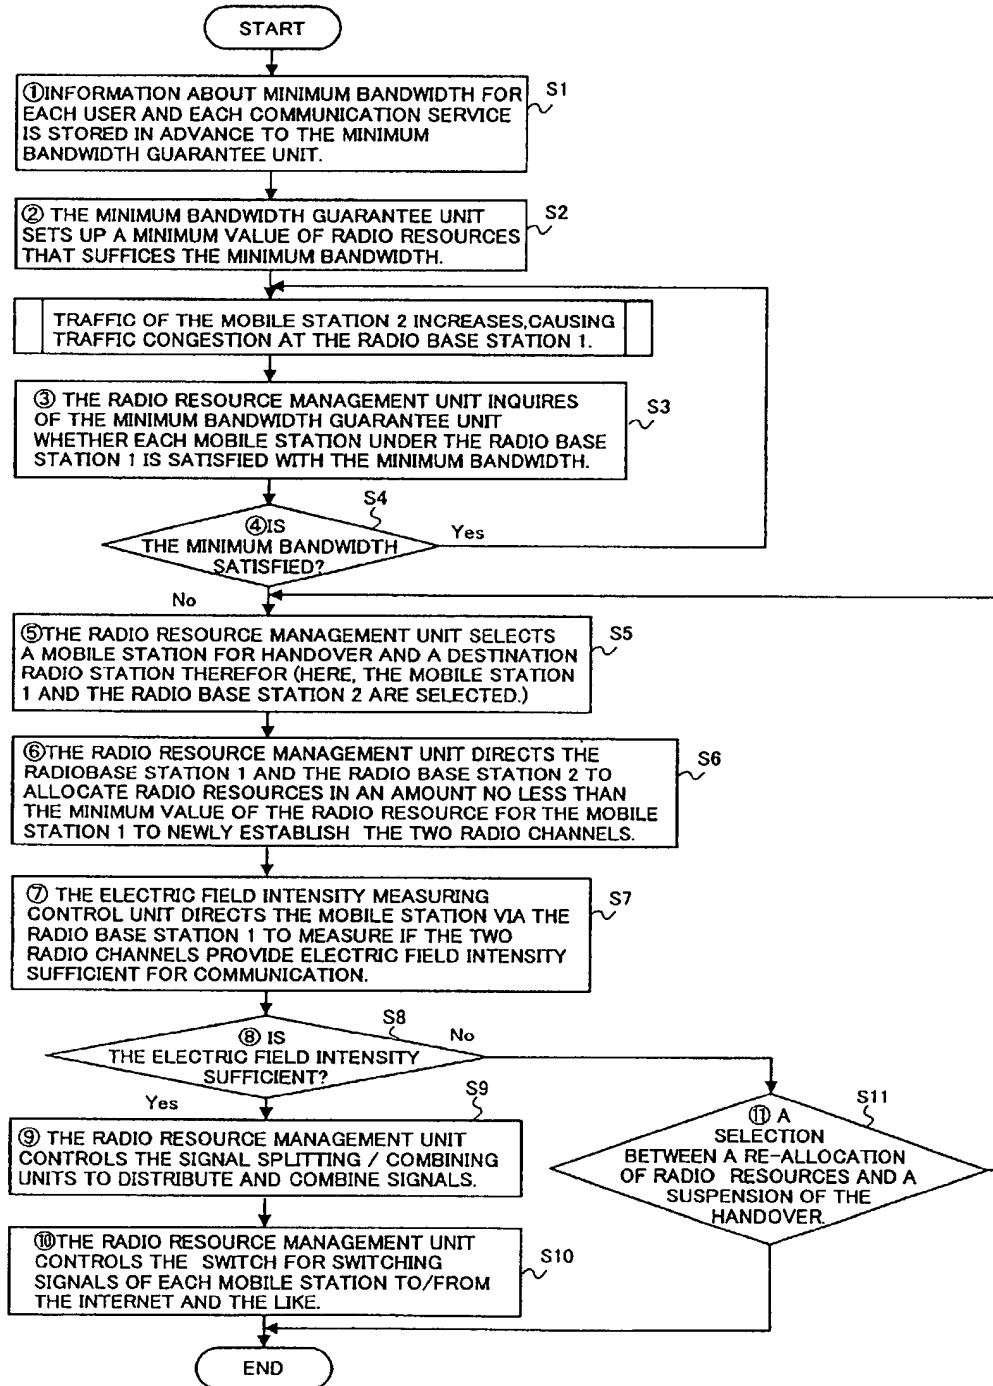 START
①INFORMATION ABOUT MINIMUM BANDWIDTH FOR
EACH USER AND EACH COMMUNICATION SERVICE
IS STORED IN ADVANCE TO THE MINIMUM
BANDWIDTH GUARANTEE UNIT.
S1
② THE MINIMUM BANDWIDTH GUARANTEE UNIT
SETS UP A MINIMUM VALUE OF RADIO RESOURCES
THAT SUFFICES THE MINIMUM BANDWIDTH.
S2
TRAFFIC OF THE MOBILE STATION 2 INCREASES,CAUSING
TRAFFIC CONGESTION AT THE RADIO BASE STATION 1.
③ THE RADIO RESOURCE MANAGEMENT UNIT INQUIRES
OF THE MINIMUM BANDWIDTH GUARANTEE UNIT
WHETHER EACH MOBILE STATION UNDER THE RADIO BASE
STATION 1 IS SATISFIED WITH THE MINIMUM BANDWIDTH.
S3
④IS
THE MINIMUM BANDWIDTH
SATISFIED?
S4
Yes
No
⑤THE RADIO RESOURCE MANAGEMENT UNIT SELECTS
A MOBILE STATION FOR HANDOVER AND A DESTINATION
RADIO STATION THEREFOR (HERE, THE MOBILE STATION
1 AND THE RADIO BASE STATION 2 ARE SELECTED.)
S5
⑥THE RADIO RESOURCE MANAGEMENT UNIT DIRECTS THE
RADIOBASE STATION 1 AND THE RADIO BASE STATION 2 TO
ALLOCATE RADIO RESOURCES IN AN AMOUNT NO LESS THAN
THE MINIMUM VALUE OF THE RADIO RESOURCE FOR THE MOBILE
STATION 1 TO NEWLY ESTABLISH THE TWO RADIO CHANNELS.
S6
⑦ THE ELECTRIC FIELD INTENSITY MEASURING
CONTROL UNIT DIRECTS THE MOBILE STATION VIA THE
RADIO BASE STATION 1 TO MEASURE IF THE TWO
RADIO CHANNELS PROVIDE ELECTRIC FIELD INTENSITY
SUFFICIENT FOR COMMUNICATION.
S7
⑧ IS
THE ELECTRIC FIELD INTENSITY
SUFFICIENT?
S8
No
Yes
⑨ THE RADIO RESOURCE MANAGEMENT UNIT
CONTROLS THE SIGNAL SPLITTING / COMBINING
UNITS TO DISTRIBUTE AND COMBINE SIGNALS.
S9
⑪ A
SELECTION
BETWEEN A RE-ALLOCATION
OF RADIO RESOURCES AND A
SUSPENSION OF THE
HANDOVER.
S11
⑩THE RADIO RESOURCE MANAGEMENT UNIT
CONTROLS THE SWITCH FOR SWITCHING
SIGNALS OF EACH MOBILE STATION TO/FROM
THE INTERNET AND THE LIKE.
S10
END